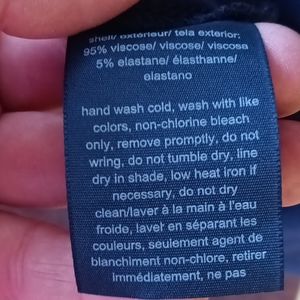 shell/ extérieur/ tela exterior:
95% viscose/ viscose/ viscosa
5% elastane/ élasthanne/
elastano
hand wash cold, wash with like
colors, non-chlorine bleach
only, remove promptly, do not
wring, do not tumble dry, line
dry in shade, low heat iron if
necessary, do not dry
clean/laver à la main à l'eau
froide, laver en séparant les
couleurs, seulement agent de
blanchiment non-chlore, retirer
immédiatement, ne pas